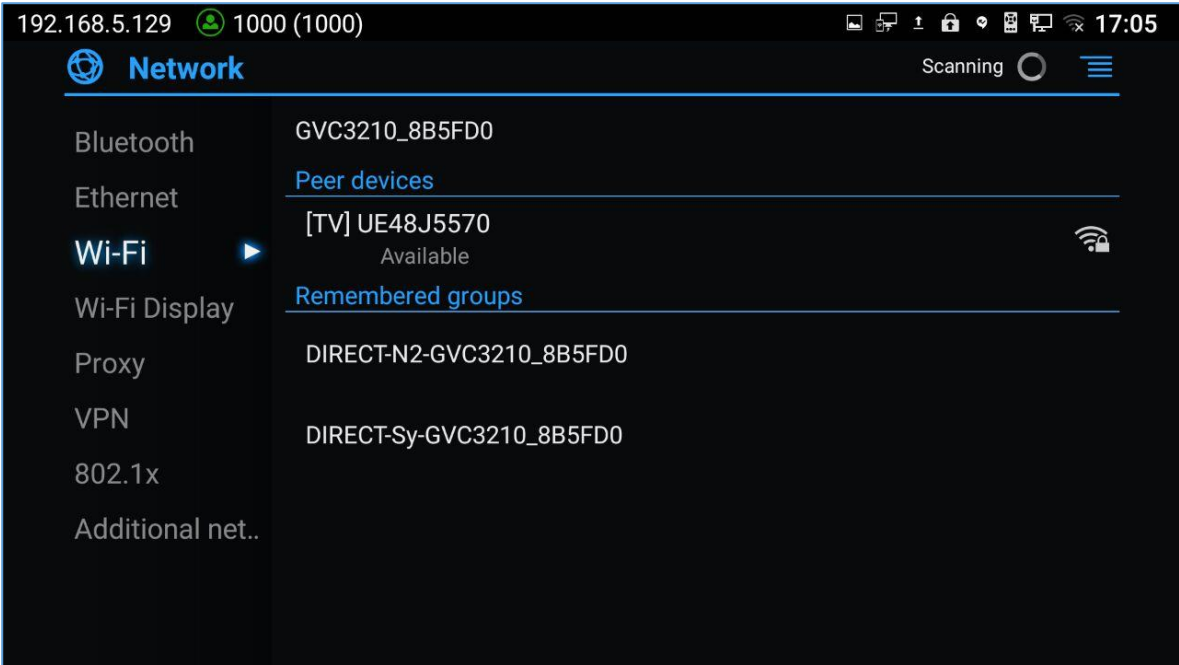 192.168.5.129 1000 (1000) 17:05
Network Scanning
Bluetooth
Ethernet
Wi-Fi
Wi-Fi Display
Proxy
VPN
802.1x
Additional net..
GVC3210_8B5FD0
Peer devices
[TV] UE48J5570
Available
Remembered groups
DIRECT-N2-GVC3210_8B5FD0
DIRECT-Sy-GVC3210_8B5FD0